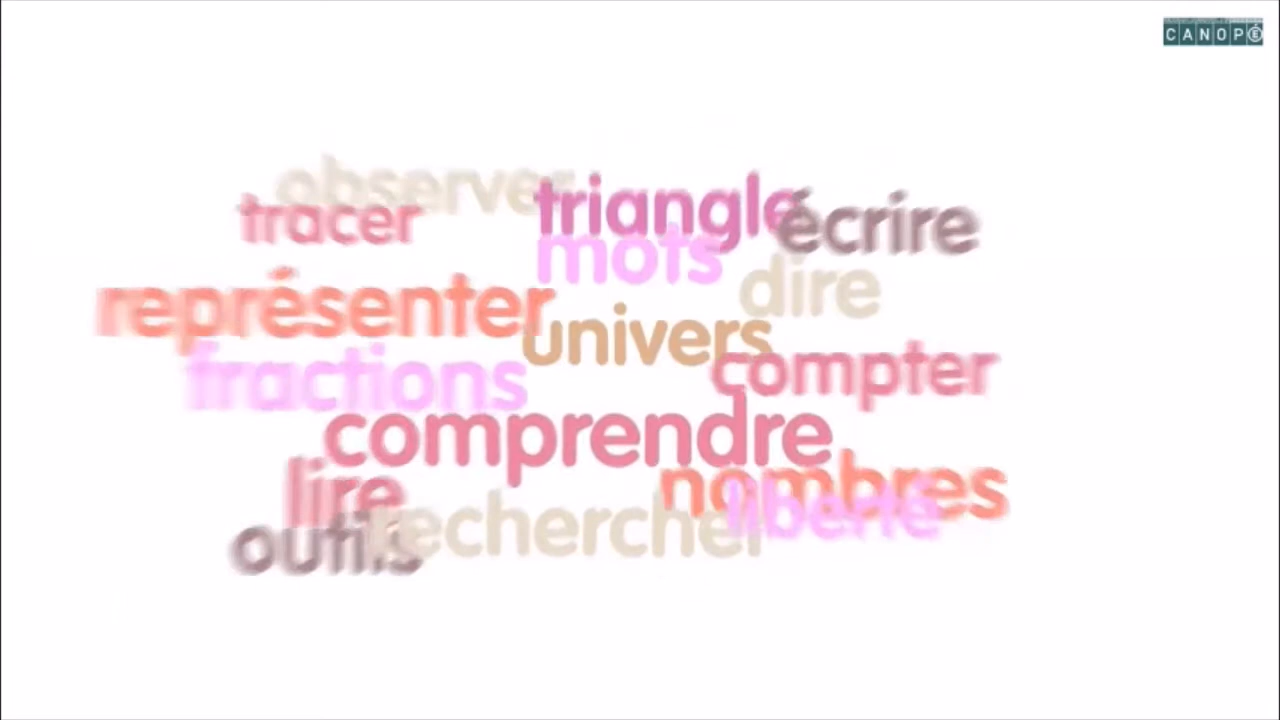 CANOPÉ
observer
triangle
tracer
écrire
mots
dire
représenter
univers
fractions
compter
comprendre
nombres
lire
liberté
rechercher
outils